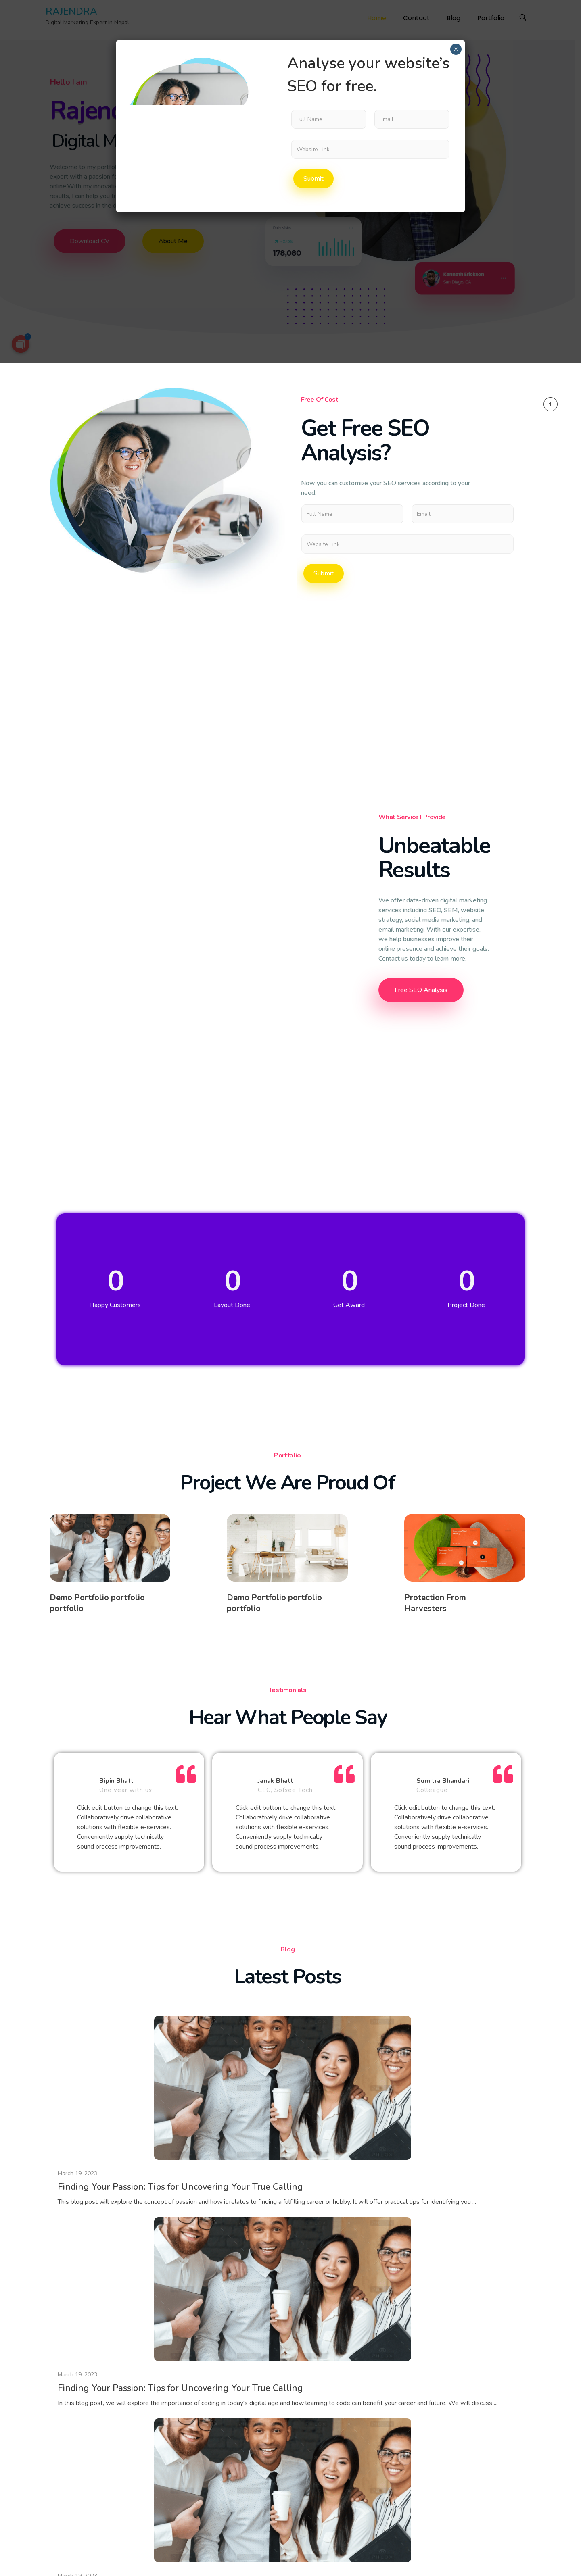 RAJENDRA
Digital Marketing Expert in Nepal
Home
Contact
Blog
Portfolio
×
Analyse your website's
SEO for free.
Full Name
Email
Website Link
Submit
Hello I am
Rajen
Digital M
Welcome to my portf
expert with a passion f
online.With my innovati
results, I can help you
achieve success in the
Download CV
About Me
178,080
Kenneth Erickson
San Diego, CA
Free Of Cost
Get Free SEO
Analysis?
Now you can customize your SEO services according to your
need.
Full Name
Email
Website Link
Submit
What Service I Provide
Unbeatable
Results
We offer data-driven digital marketing
services including SEO, SEM, website
strategy, social media marketing, and
email marketing. With our expertise,
we help businesses improve their
online presence and achieve their goals.
Contact us today to learn more.
Free SEO Analysis
0
Happy Customers
0
Layout Done
0
Get Award
0
Project Done
Portfolio
Project We Are Proud Of
Demo Portfolio portfolio
portfolio
Demo Portfolio portfolio
portfolio
Protection From
Harvesters
Testimonials
Hear What People Say
Bipin Bhatt
One year with us
Click edit button to change this text.
Collaboratively drive collaborative
solutions with flexible e-services.
Conveniently supply technically
sound process improvements.
Janak Bhatt
CEO, Sofsee Tech
Click edit button to change this text.
Collaboratively drive collaborative
solutions with flexible e-services.
Conveniently supply technically
sound process improvements.
Sumitra Bhandari
Colleague
Click edit button to change this text.
Collaboratively drive collaborative
solutions with flexible e-services.
Conveniently supply technically
sound process improvements.
Blog
Latest Posts
March 19, 2023
Finding Your Passion: Tips for Uncovering Your True Calling
This blog post will explore the concept of passion and how it relates to finding a fulfilling career or hobby. It will offer practical tips for identifying you ...
March 19, 2023
Finding Your Passion: Tips for Uncovering Your True Calling
In this blog post, we will explore the importance of coding in today's digital age and how learning to code can benefit your career and future. We will discuss ...
March 19, 2023